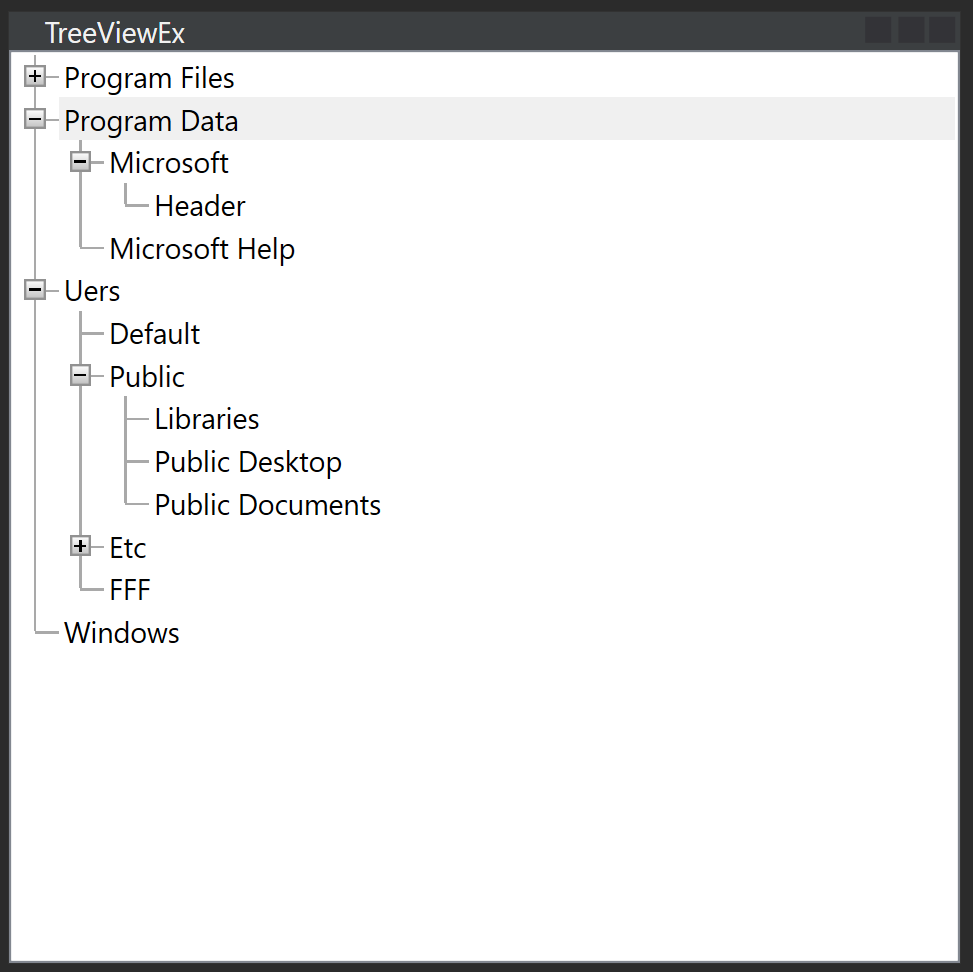 TreeViewEx
Program Files
Program Data
Microsoft
Header
Microsoft Help
Uers
Default
Public
Libraries
Public Desktop
Public Documents
Etc
FFF
Windows